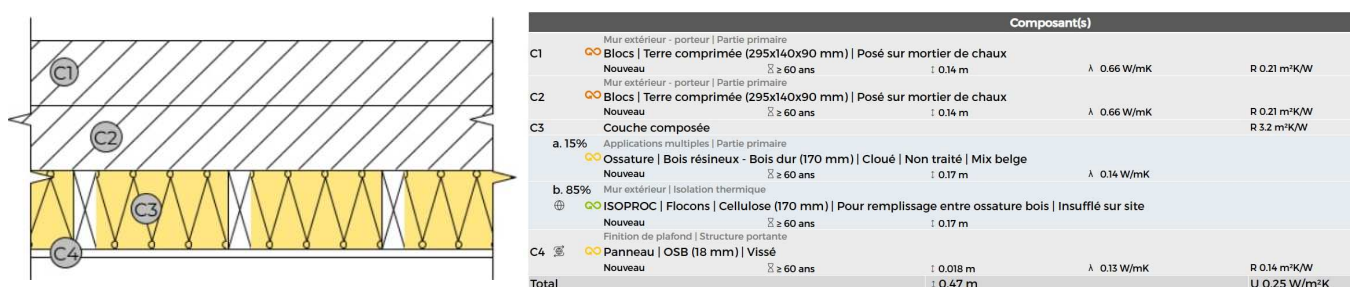 C1
C2
C3
C4
Composant(s)
Mur extérieur - porteur | Partie primaire
C1 Blocs | Terre comprimée (295x140x90 mm) | Posé sur mortier de chaux
Nouveau ≥ 60 ans 0.14 m λ 0.66 W/mK R 0.21 m²K/W
Mur extérieur - porteur | Partie primaire
C2 Blocs | Terre comprimée (295x140x90 mm) | Posé sur mortier de chaux
Nouveau ≥ 60 ans 0.14 m λ 0.66 W/mK R 0.21 m²K/W
C3 Couche composée R 3.2 m²K/W
a. 15% Applications multiples | Partie primaire
Ossature | Bois résineux - Bois dur (170 mm) | Cloué | Non traité | Mix belge
Nouveau ≥ 60 ans 0.17 m λ 0.14 W/mK
b. 85% Mur extérieur | Isolation thermique
ISOPROC | Flocons | Cellulose (170 mm) | Pour remplissage entre ossature bois | Insufflé sur site
Nouveau ≥ 60 ans 0.17 m
Finition de plafond | Structure portante
C4 Panneau | OSB (18 mm) | Vissé
Nouveau ≥ 60 ans 0.018 m λ 0.13 W/mK R 0.14 m²K/W
Total 0.47 m U 0.25 W/m²K